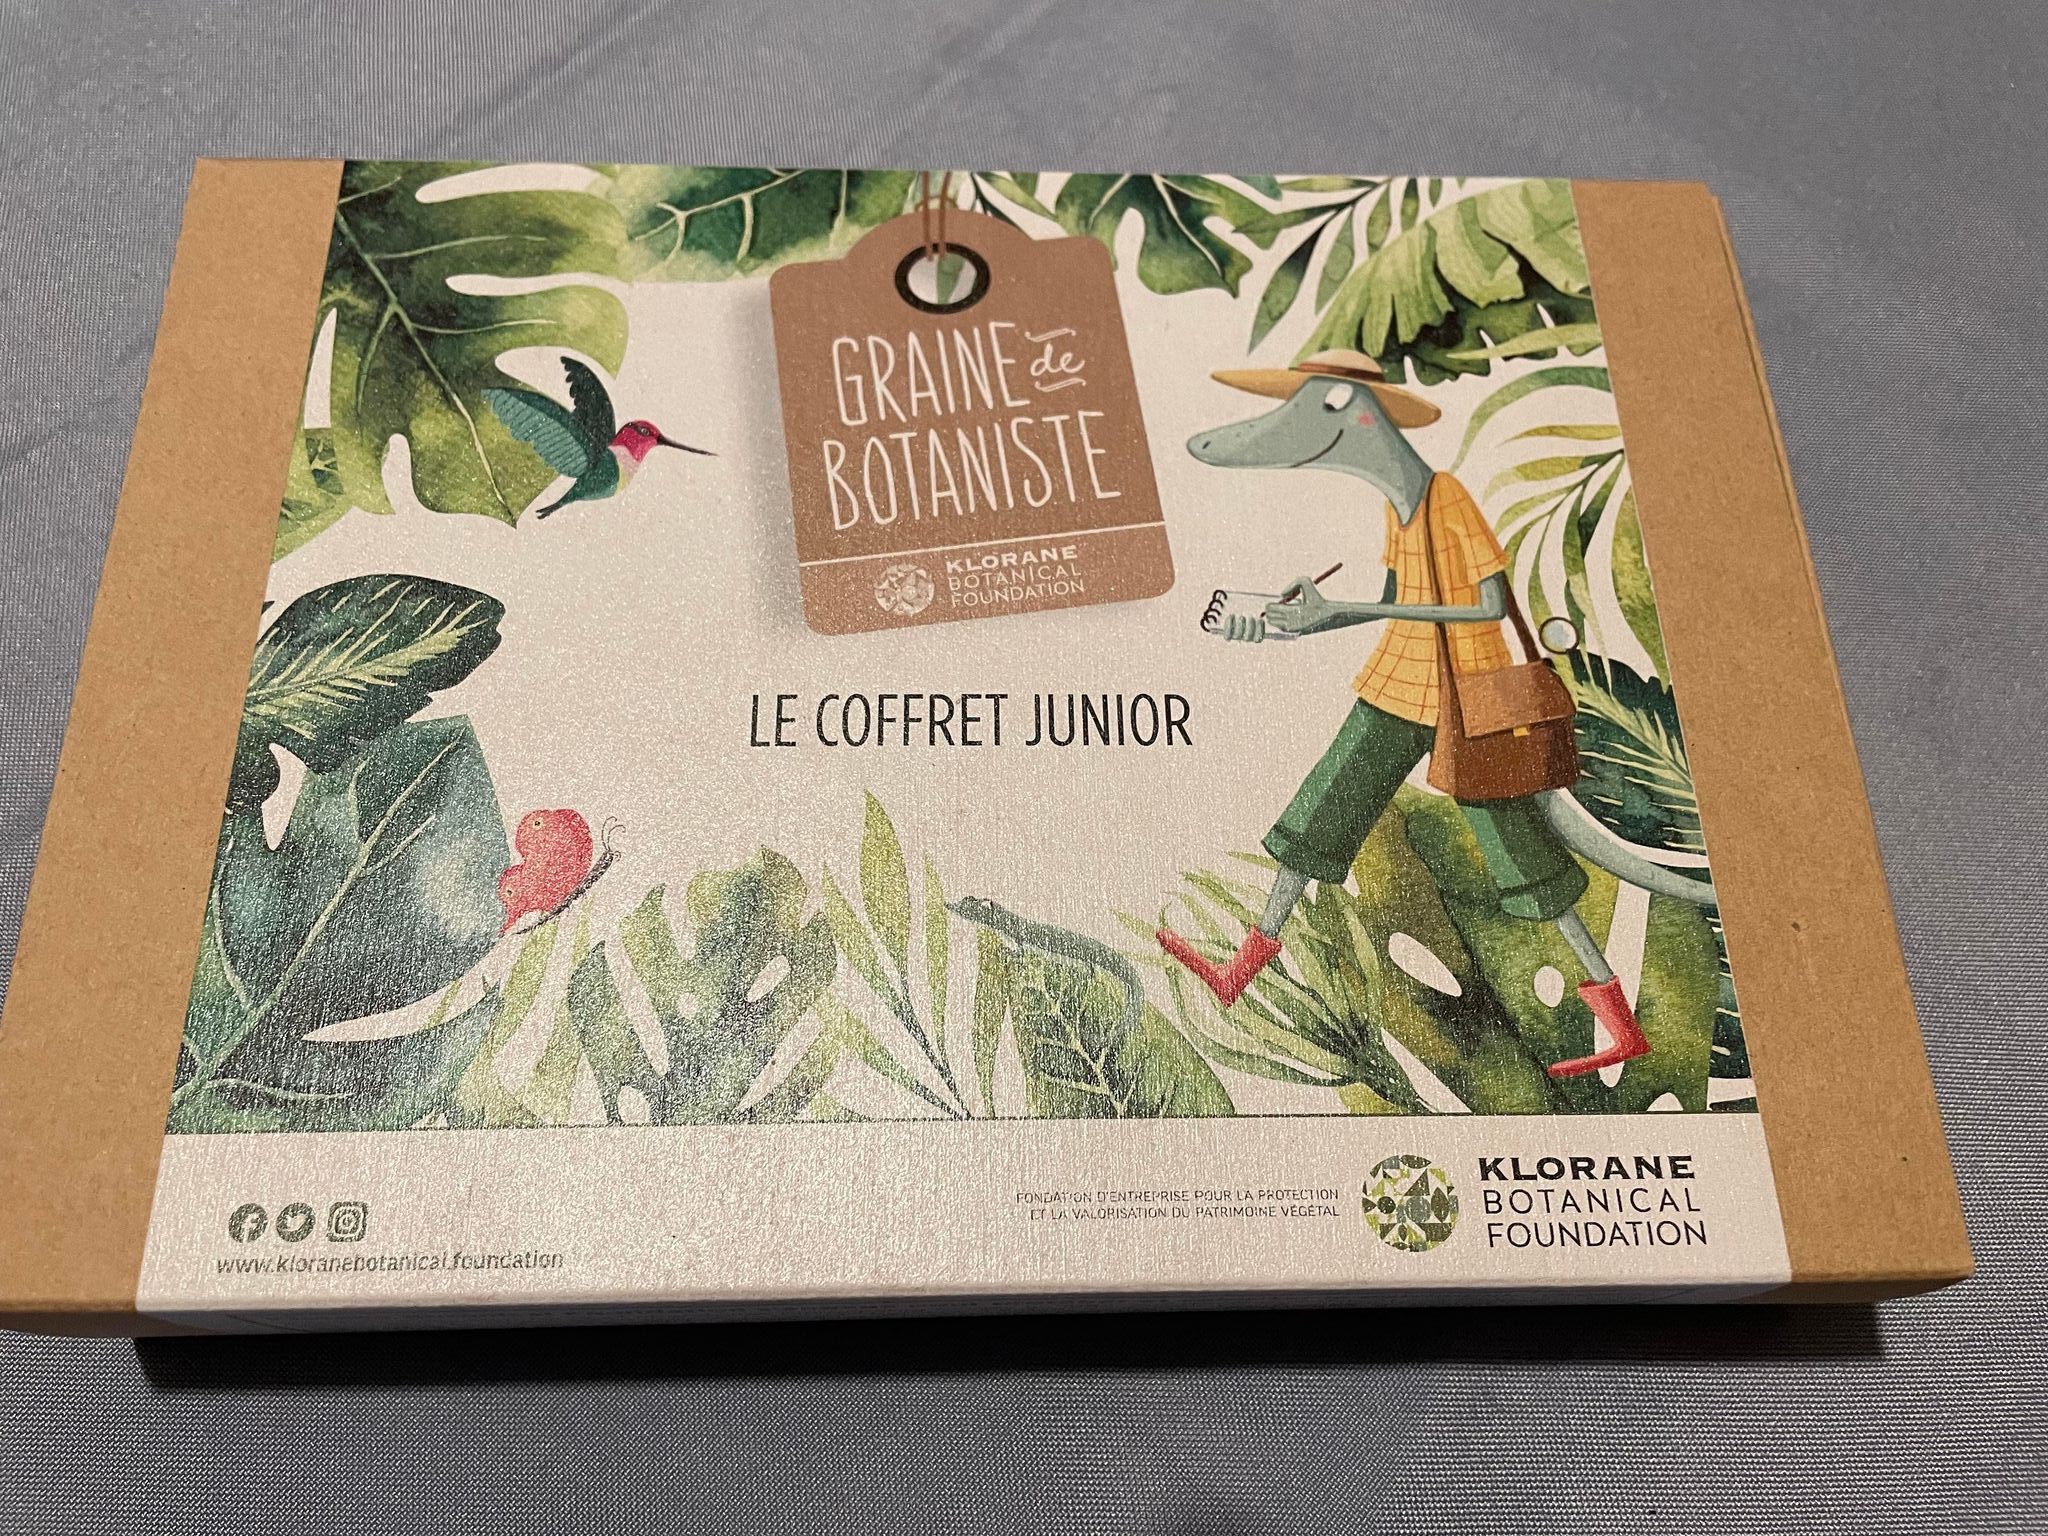 GRAINE de
BOTANISTE
KLORANE
BOTANICAL
FOUNDATION
LE COFFRET JUNIOR
www.kloranebotanical.foundation
FONDATION D'ENTREPRISE POUR LA PROTECTION
ET LA VALORISATION DU PATRIMOINE VÉGÉTAL
KLORANE
BOTANICAL
FOUNDATION